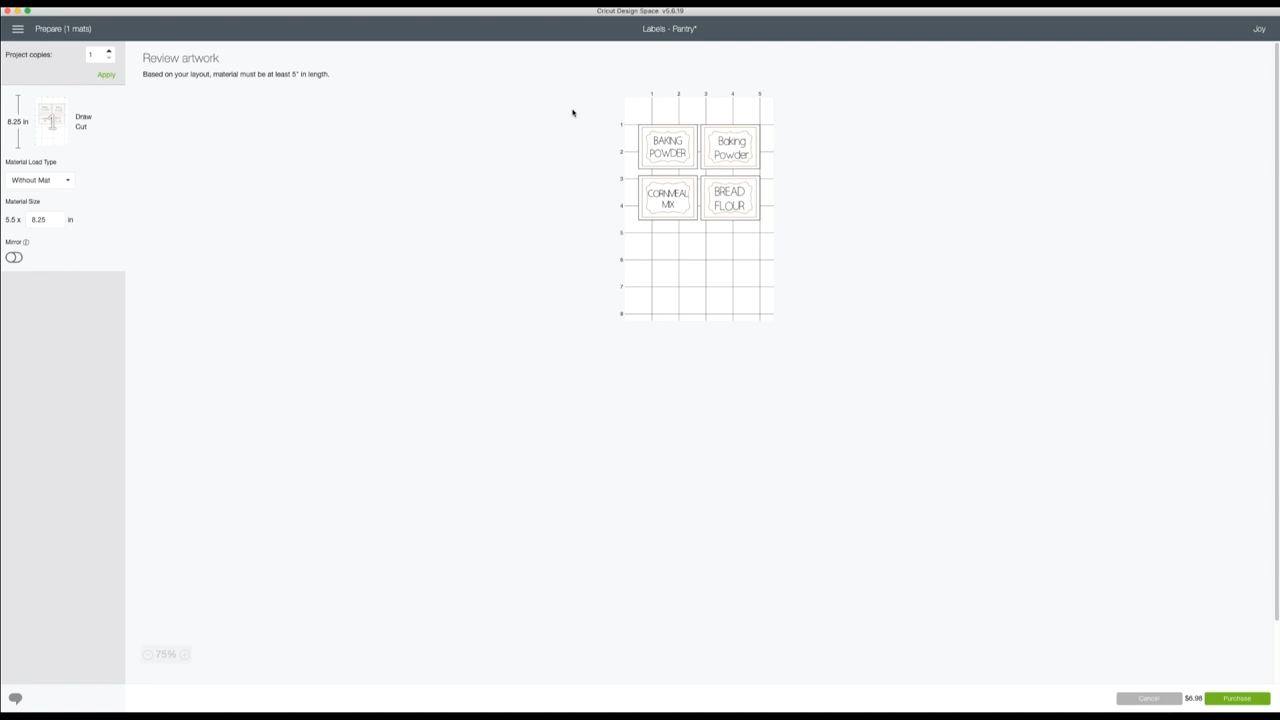 Cricut Design Space v5.6.19
Prepare (1 mats)
Labels - Pantry*
Joy
Project copies:
1
Apply
8.25 in
1
Draw
Cut
Material Load Type
Without Mat
Material Size
5.5 x
8.25
in
Mirror
Review artwork
Based on your layout, material must be at least 5" in length.
1
2
3
4
5
1
2
3
4
5
6
7
8
BAKING
POWDER
Baking
Powder
CORNMEAL
MIX
BREAD
FLOUR
75%
Cancel
$6.98
Purchase